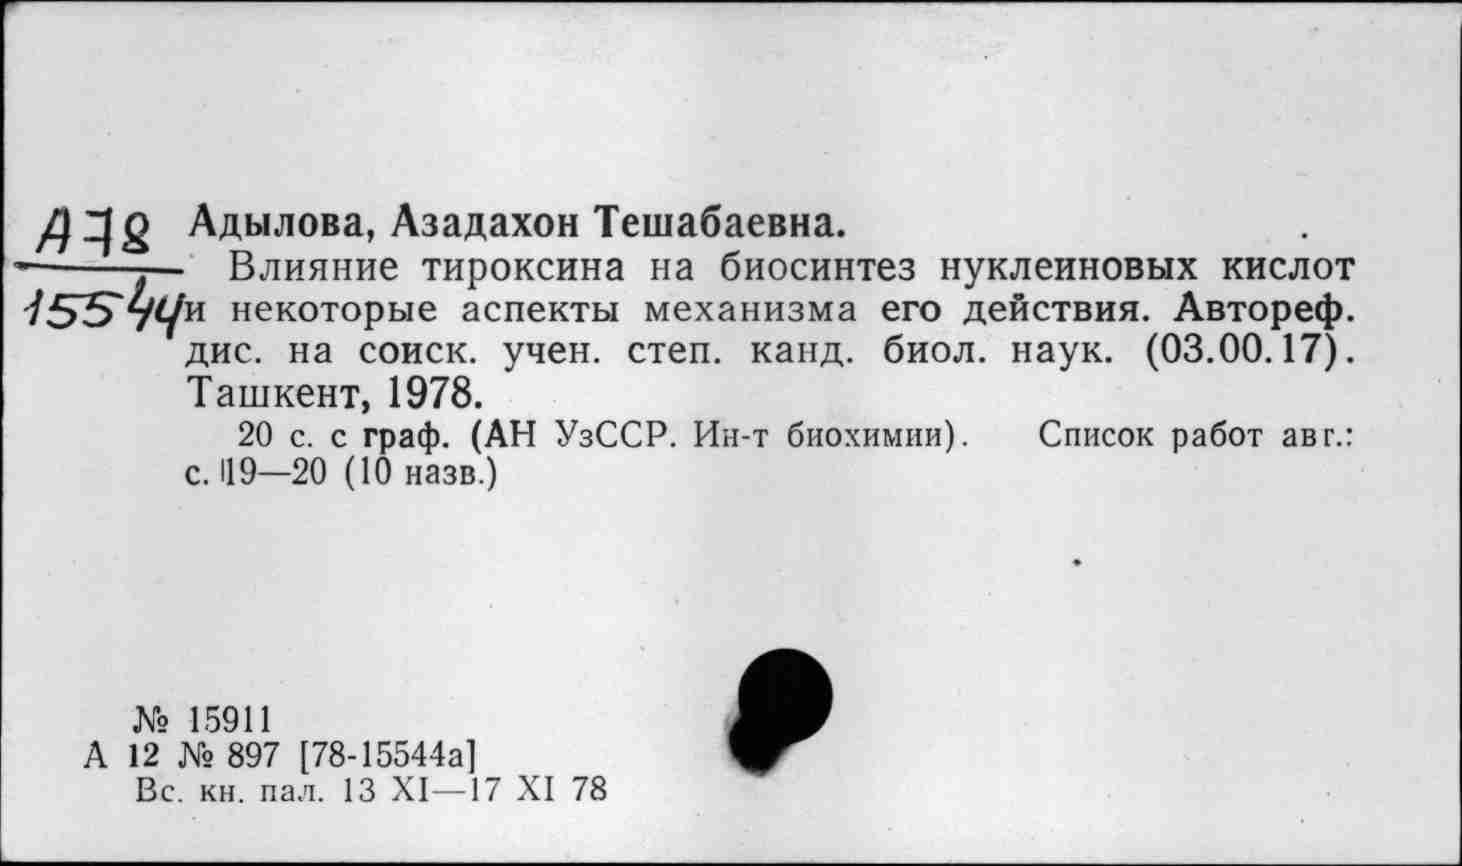 А78 Адылова, Азадахон Тешабаевна.
Влияние тироксина на биосинтез нуклеиновых кислот
15544 и некоторые аспекты механизма его действия. Автореф.
дис. на соиск. учен. степ. канд. биол. наук. (03.00.17).
Ташкент, 1978.
20 с. с граф. (АН УзССР. Ин-т биохимии). Список работ авт.:
с. 19—20 (10 назв.)
№ 15911
А 12 № 897 [78-15544а]
Вс. кн. пал. 13 XI—17 XI 78